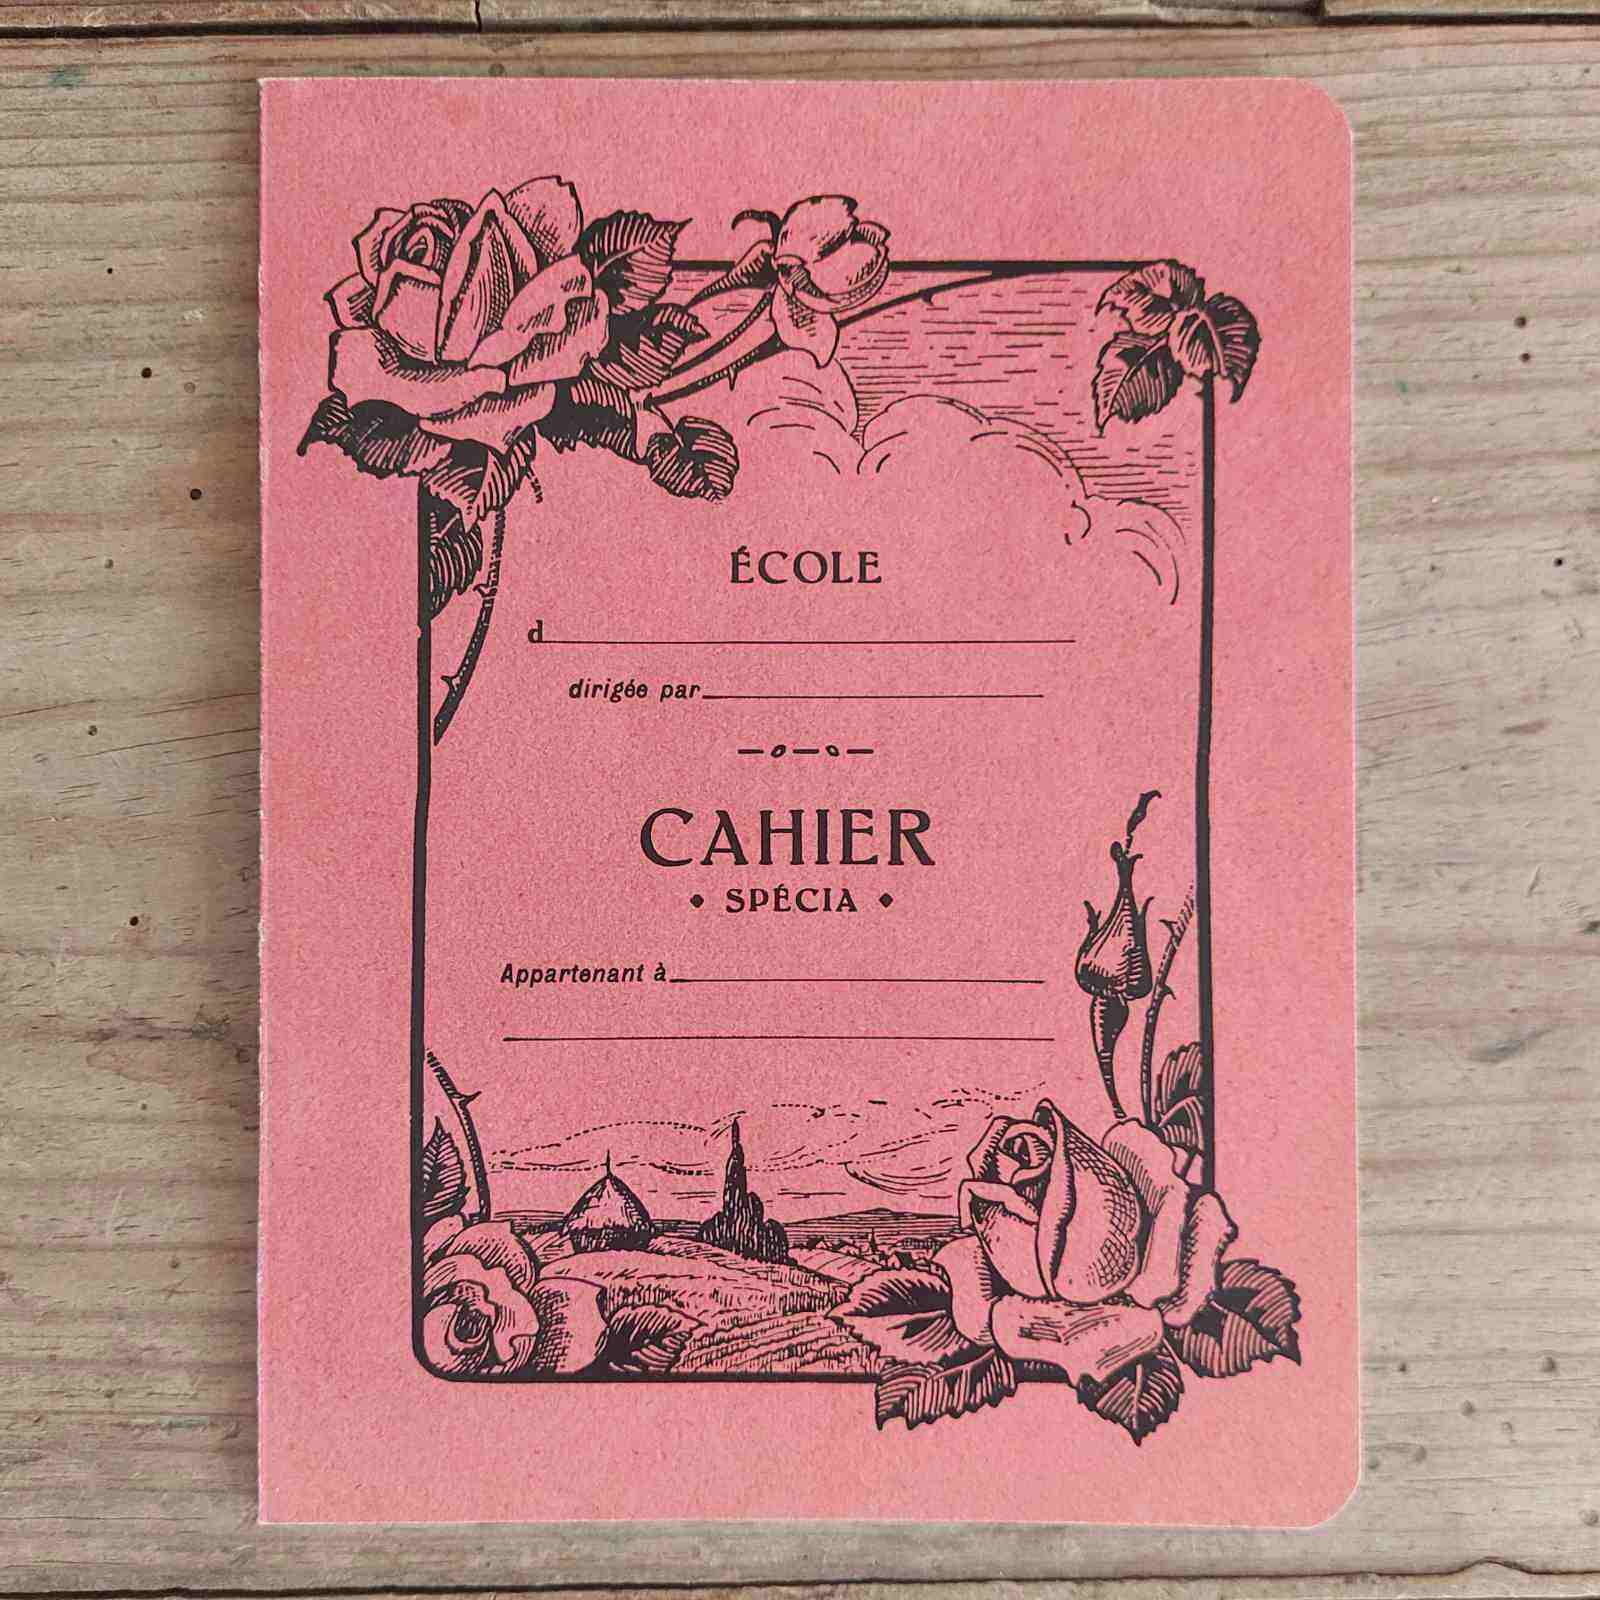 ÉCOLE
d
dirigée par
CAHIER
• SPÉCIA •
Appartenant à